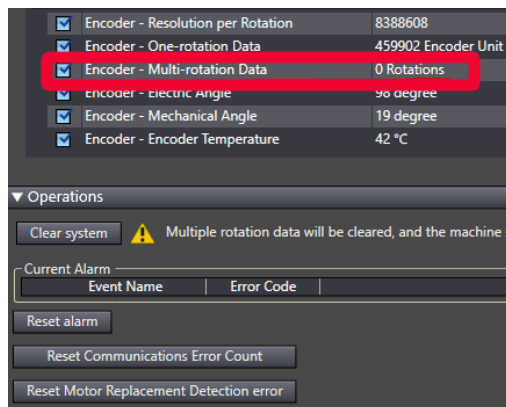 Encoder - Resolution per Rotation 8388608
Encoder - One-rotation Data 459902 Encoder Unit
Encoder - Multi-rotation Data 0 Rotations
Encoder - Electric Angle 98 degree
Encoder - Mechanical Angle 19 degree
Encoder - Encoder Temperature 42 °C
Operations
Clear system Multiple rotation data will be cleared, and the machine
Current Alarm
Event Name Error Code
Reset alarm
Reset Communications Error Count
Reset Motor Replacement Detection error